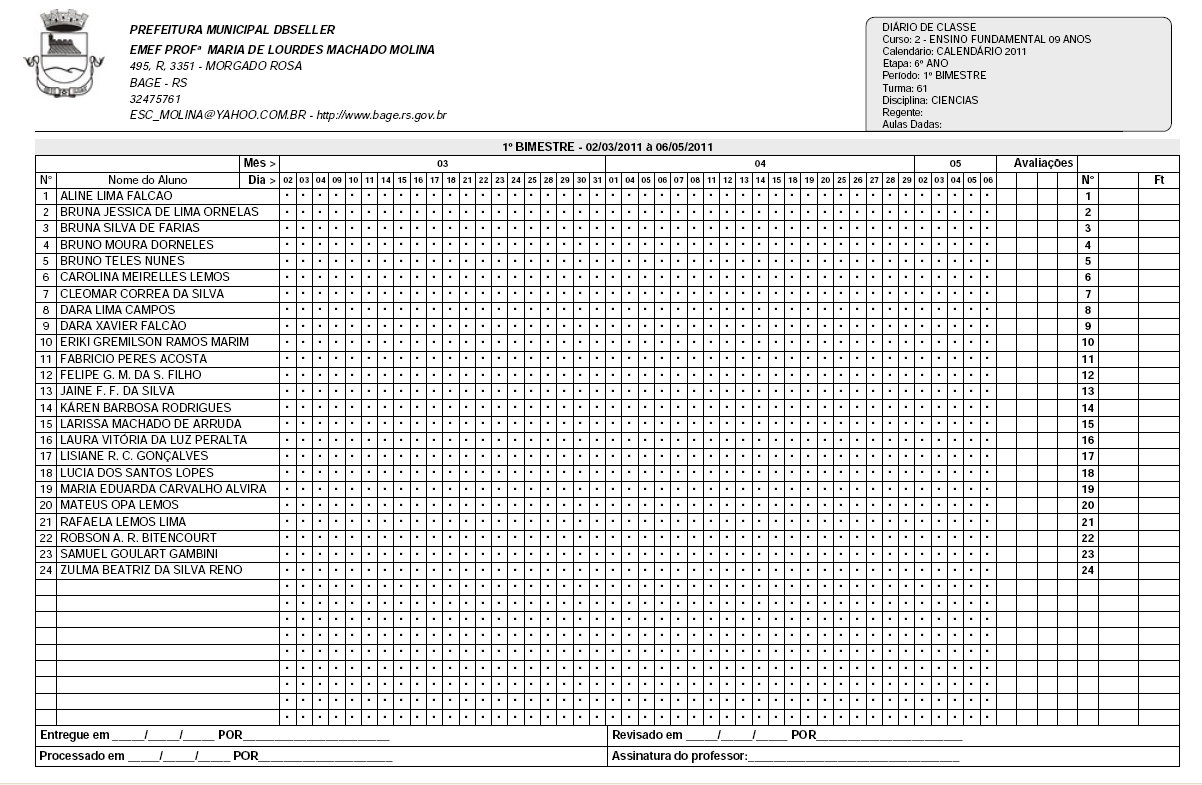 PREFEITURA MUNICIPAL DBSELLER
EMEF PROFª MARIA DE LOURDES MACHADO MOLINA
495, R, 3351 - MORGADO ROSA
BAGE - RS
32475761
ESC_MOLINA@YAHOO.COM.BR - http://www.bage.rs.gov.br
DIÁRIO DE CLASSE
Curso: 2 - ENSINO FUNDAMENTAL 09 ANOS
Calendário: CALENDÁRIO 2011
Etapa: 6º ANO
Período: 1º BIMESTRE
Turma: 61
Disciplina: CIENCIAS
Regente:
Aulas Dadas:
1º BIMESTRE - 02/03/2011 à 06/05/2011
Mês > 03 04 05 Avaliações
N° Nome do Aluno Dia > 02 03 04 09 10 11 14 15 16 17 18 21 22 23 24 25 28 29 30 31 01 04 05 06 07 08 11 12 13 14 15 18 19 20 25 26 27 28 29 02 03 04 05 06 N° Ft
1 ALINE LIMA FALCAO 1
2 BRUNA JESSICA DE LIMA ORNELAS 2
3 BRUNA SILVA DE FARIAS 3
4 BRUNO MOURA DORNELES 4
5 BRUNO TELES NUNES 5
6 CAROLINA MEIRELLES LEMOS 6
7 CLEOMAR CORREA DA SILVA 7
8 DARA LIMA CAMPOS 8
9 DARA XAVIER FALCÃO 9
10 ERIKI GREMILSON RAMOS MARIM 10
11 FABRICIO PERES ACOSTA 11
12 FELIPE G. M. DA S. FILHO 12
13 JAINE F. F. DA SILVA 13
14 KÁREN BARBOSA RODRIGUES 14
15 LARISSA MACHADO DE ARRUDA 15
16 LAURA VITÓRIA DA LUZ PERALTA 16
17 LISIANE R. C. GONÇALVES 17
18 LUCIA DOS SANTOS LOPES 18
19 MARIA EDUARDA CARVALHO ALVIRA 19
20 MATEUS OPA LEMOS 20
21 RAFAELA LEMOS LIMA 21
22 ROBSON A. R. BITENCOURT 22
23 SAMUEL GOULART GAMBINI 23
24 ZULMA BEATRIZ DA SILVA RENO 24
Entregue em _____/_____/_____ POR_______________________ Revisado em _____/_____/_____ POR_______________________
Processado em _____/_____/_____ POR_____________________ Assinatura do professor:_________________________________